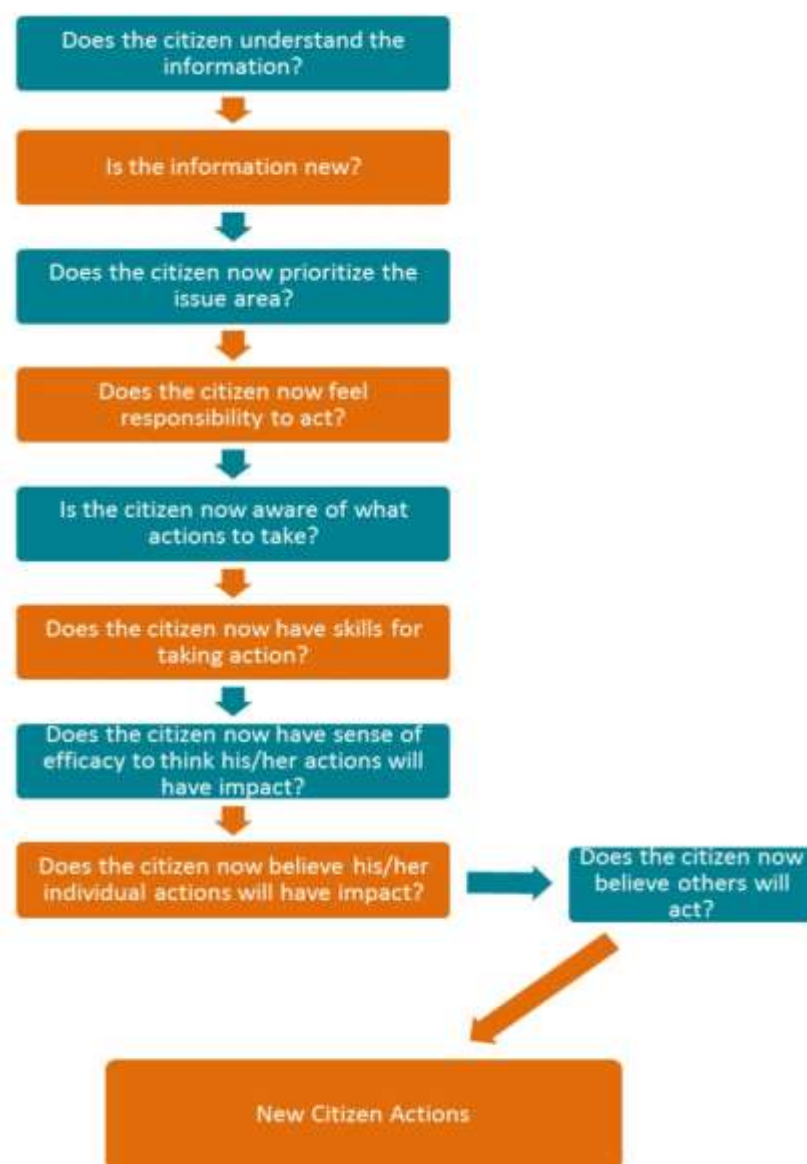 Does the citizen understand the
information?
Is the information new?
Does the citizen now prioritize the
issue area?
Does the citizen now feel
responsibility to act?
Is the citizen now aware of what
actions to take?
Does the citizen now have skills for
taking action?
Does the citizen now have sense of
efficacy to think his/her actions will
have impact?
Does the citizen now believe his/her
individual actions will have impact?
Does the citizen now
believe others will
act?
New Citizen Actions